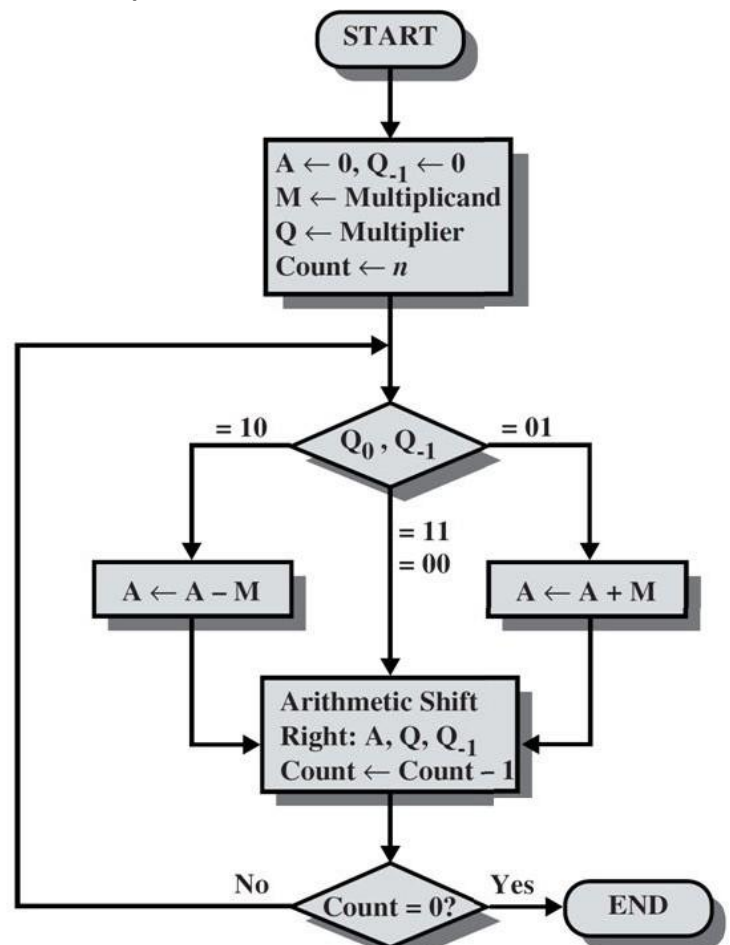 START
A ← 0, Q-1 ← 0
M ← Multiplicand
Q ← Multiplier
Count ← n
= 10
Q0 , Q-1
= 01
= 11
= 00
A ← A – M
A ← A + M
Arithmetic Shift
Right: A, Q, Q-1
Count ← Count – 1
No
Count = 0?
Yes
END